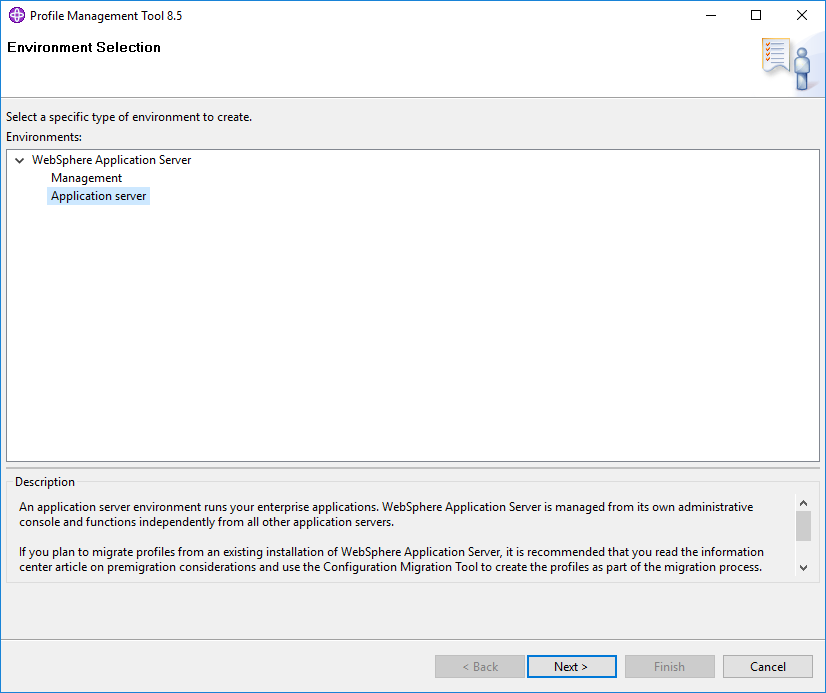 Profile Management Tool 8.5
Environment Selection
Select a specific type of environment to create.
Environments:
WebSphere Application Server
Management
Application server
Description
An application server environment runs your enterprise applications. WebSphere Application Server is managed from its own administrative
console and functions independently from all other application servers.
If you plan to migrate profiles from an existing installation of WebSphere Application Server, it is recommended that you read the information
center article on premigration considerations and use the Configuration Migration Tool to create the profiles as part of the migration process.
< Back
Next >
Finish
Cancel